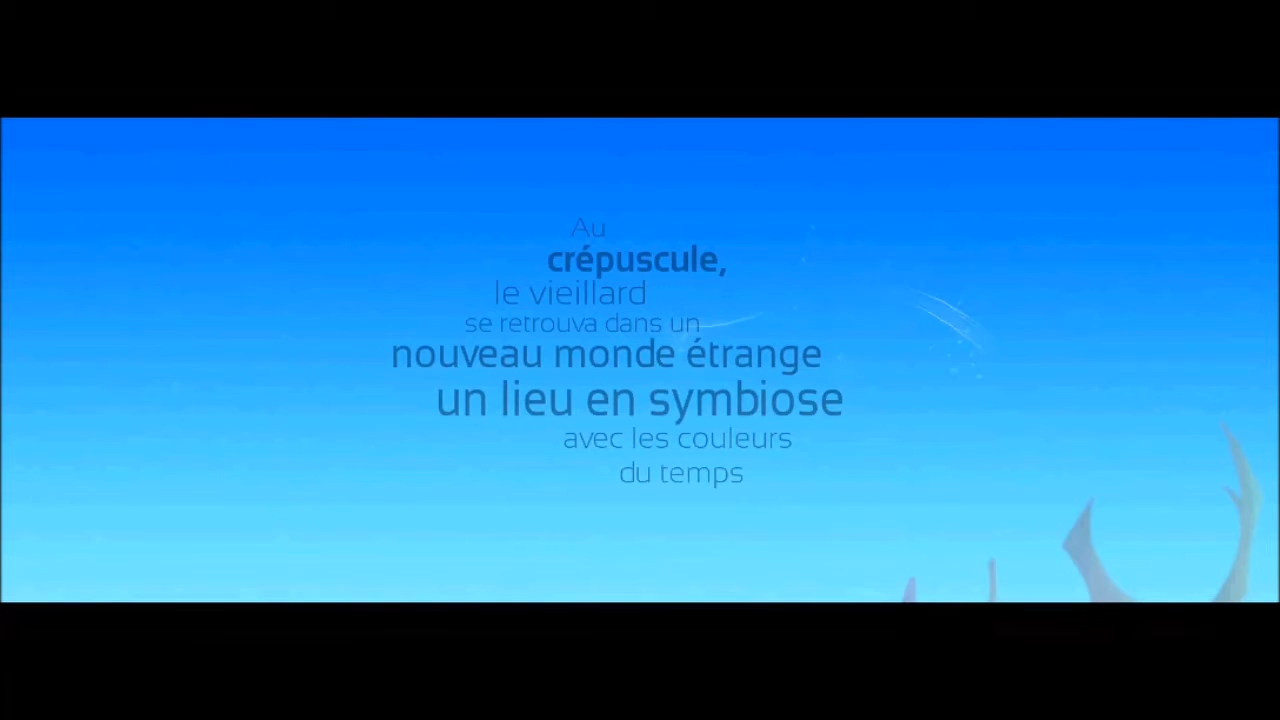 Au
crépuscule,
le vieillard
se retrouva dans un
nouveau monde étrange
un lieu en symbiose
avec les couleurs
du temps